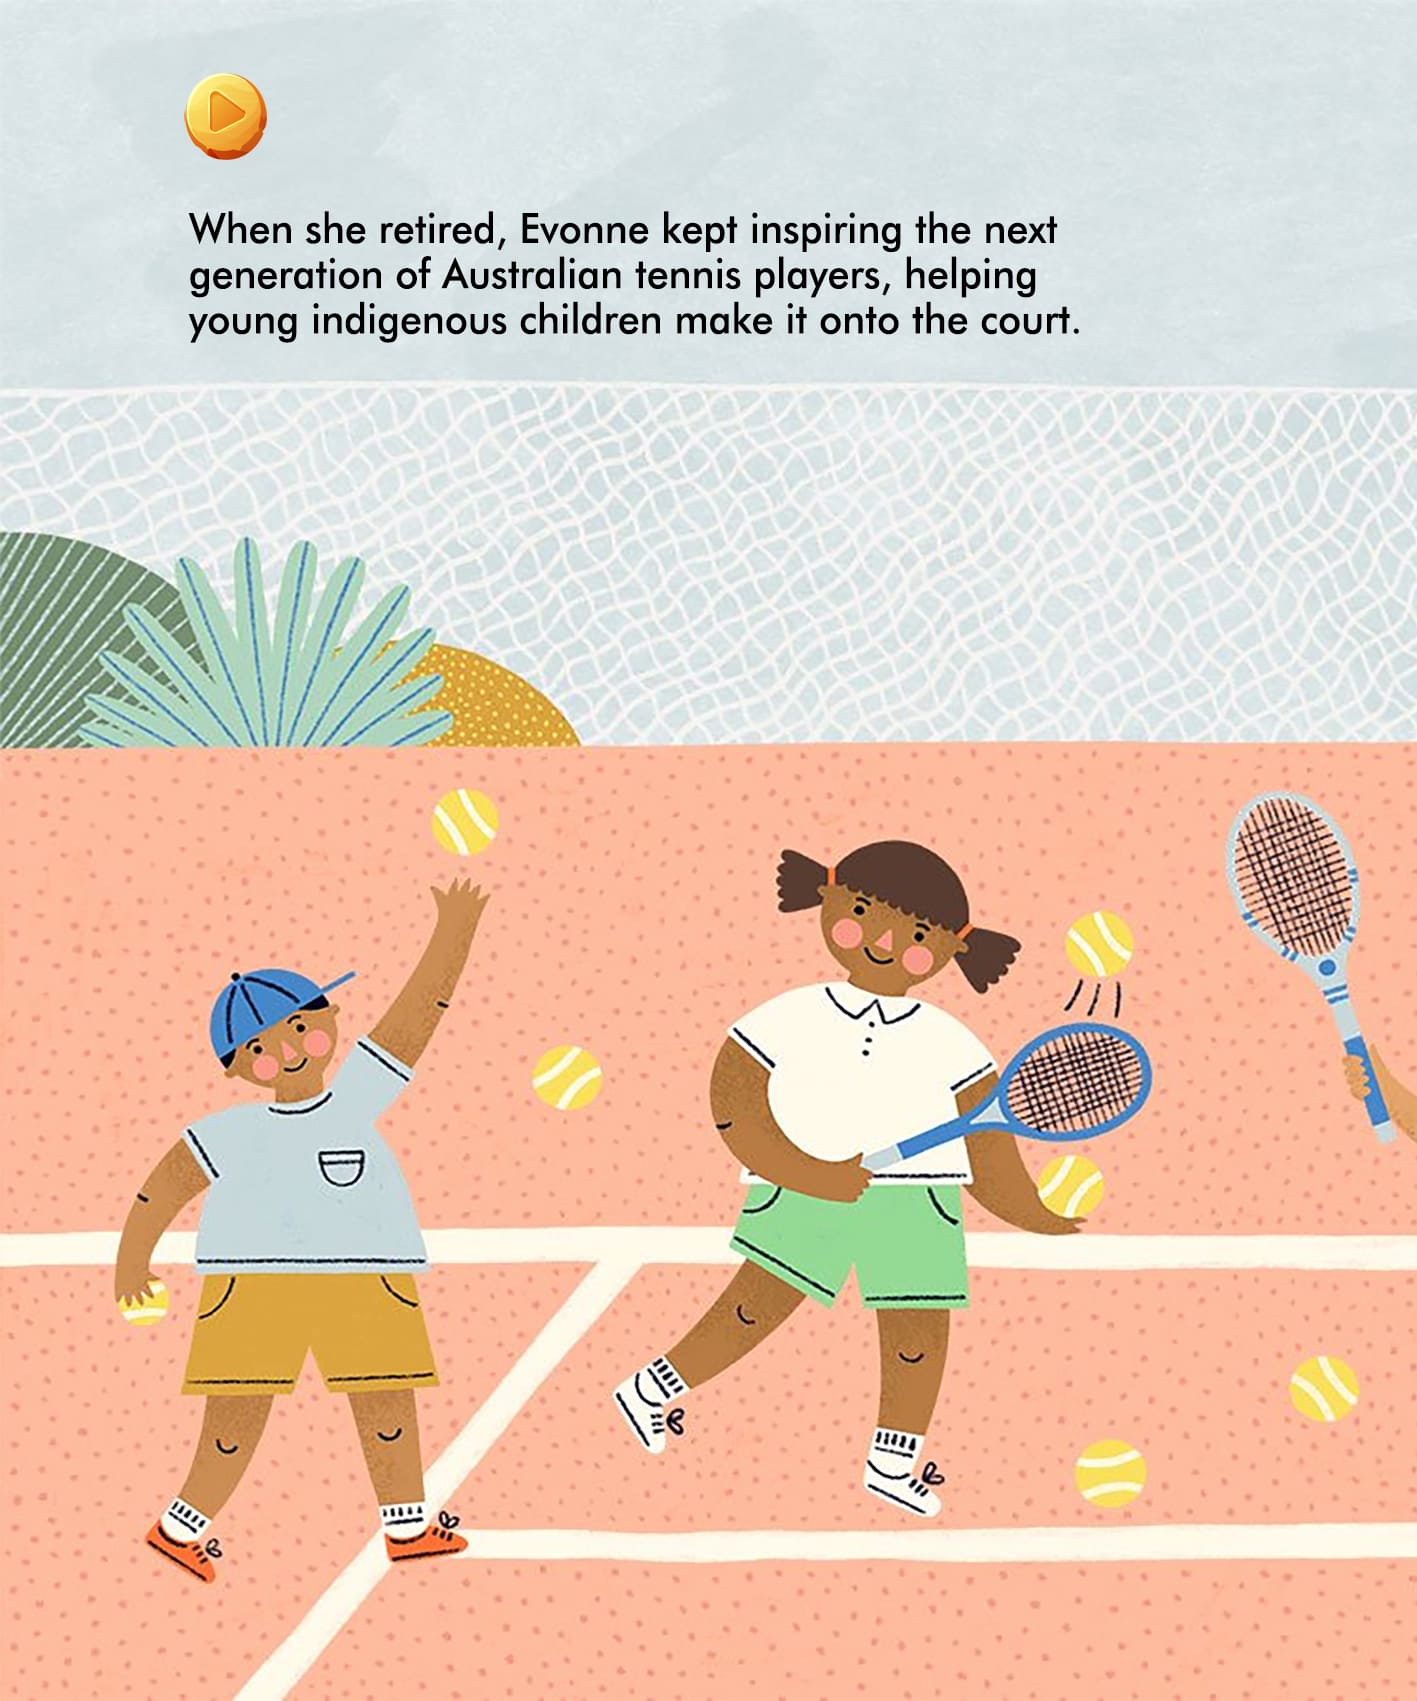 When she retired, Evonne kept inspiring the next
generation of Australian tennis players, helping
young indigenous children make it onto the court.